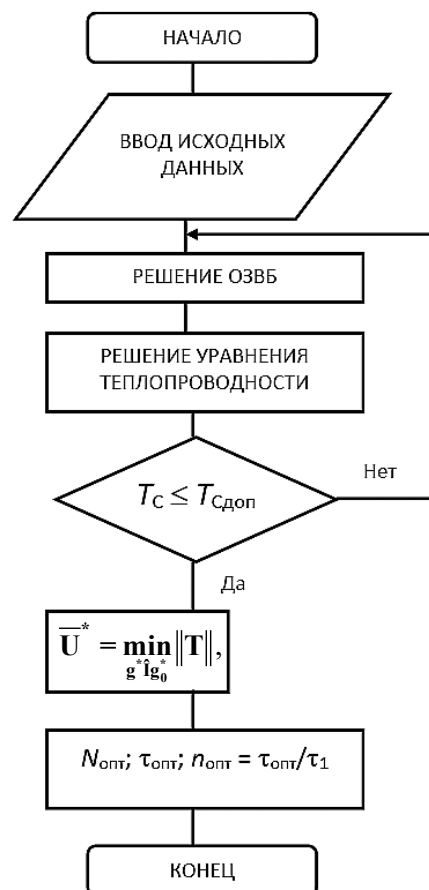 НАЧАЛО
ВВОД ИСХОДНЫХ
ДАННЫХ
РЕШЕНИЕ ОЗВБ
РЕШЕНИЕ УРАВНЕНИЯ
ТЕПЛОПРОВОДНОСТИ
T_C ≤ T_Cдоп
Нет
Да
U̅* = min ‖T‖,
g*Îg₀*
N_опт; τ_опт; n_опт = τ_опт/τ₁
КОНЕЦ